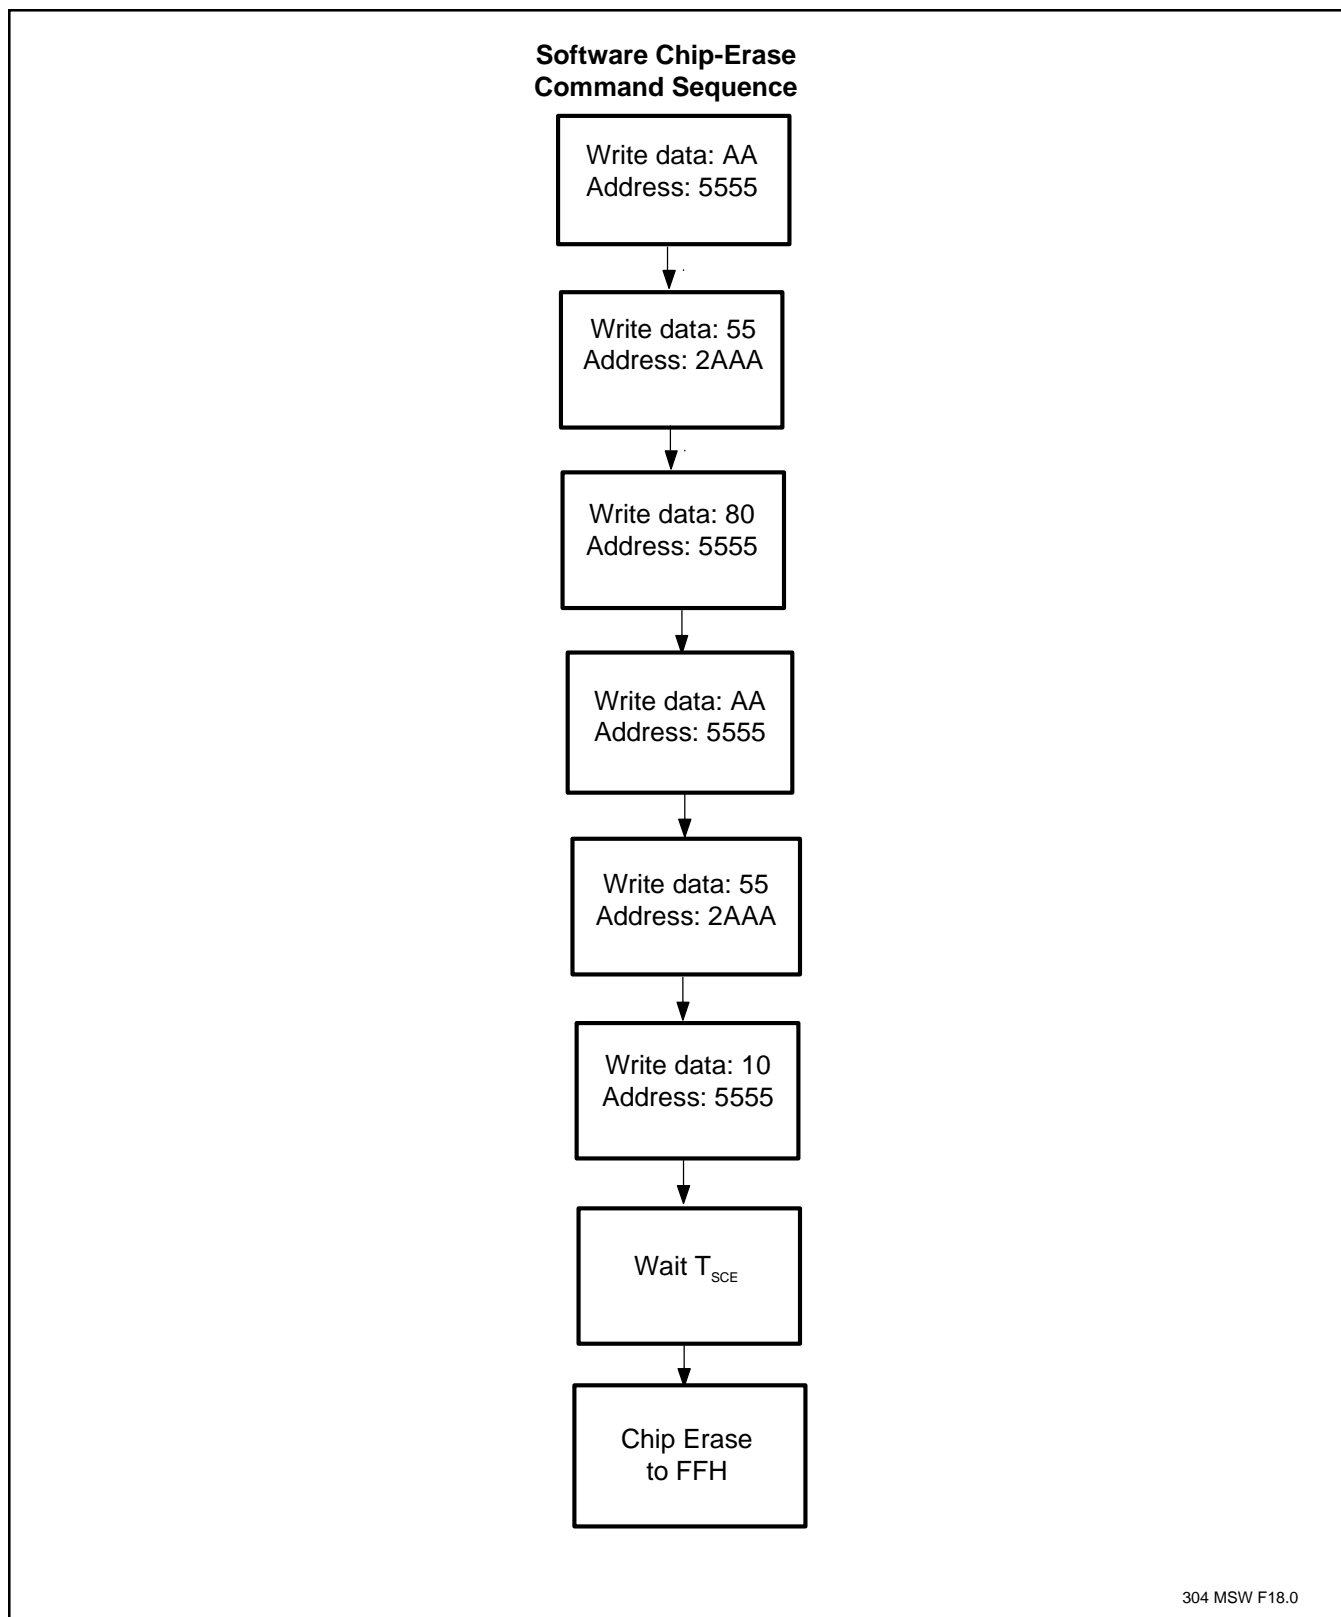 Software Chip-Erase
Command Sequence
Write data: AA
Address: 5555
Write data: 55
Address: 2AAA
Write data: 80
Address: 5555
Write data: AA
Address: 5555
Write data: 55
Address: 2AAA
Write data: 10
Address: 5555
Wait TSCE
Chip Erase
to FFH
304 MSW F18.0